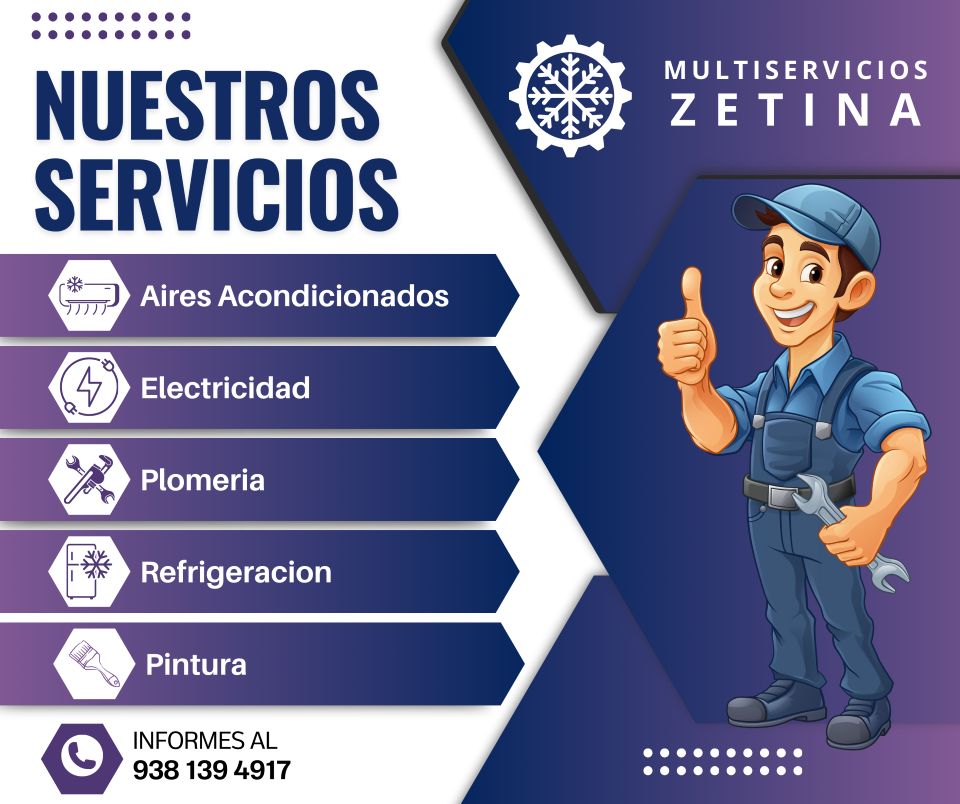 NUESTROS
SERVICIOS
MULTISERVICIOS
ZETINA
Aires Acondicionados
Electricidad
Plomeria
Refrigeracion
Pintura
INFORMES AL
938 139 4917